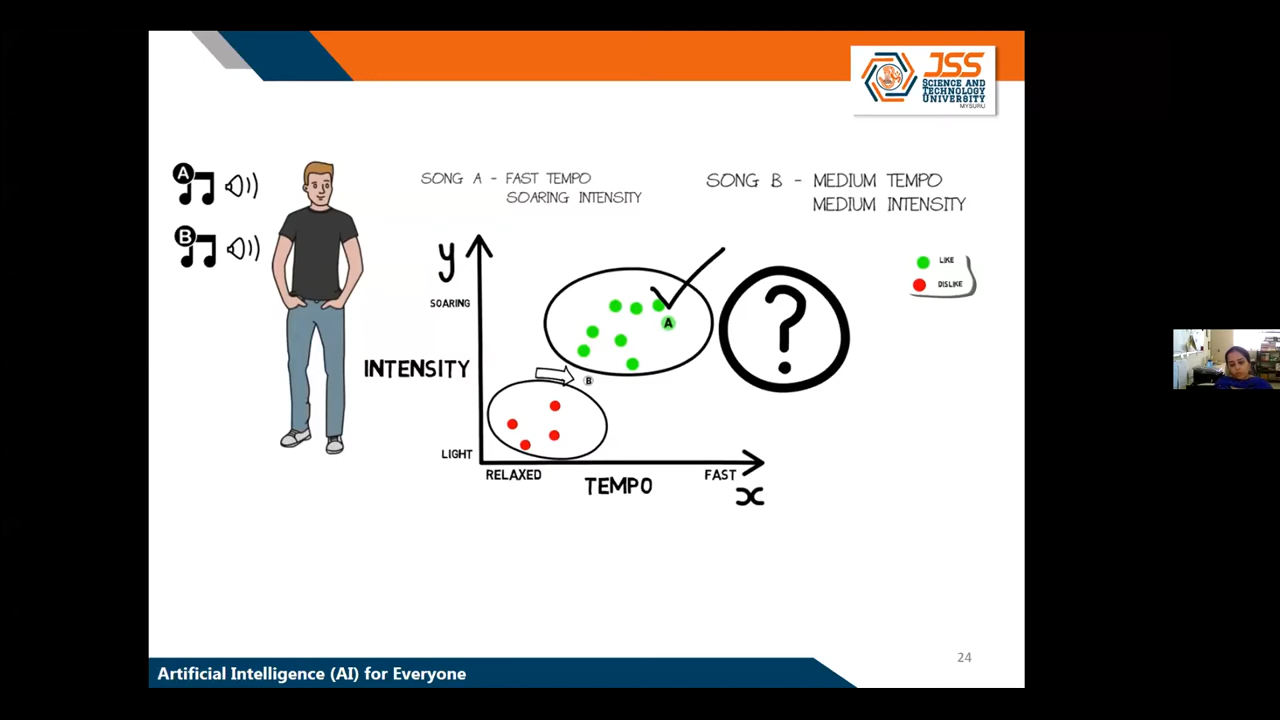 JSS
SCIENCE AND
TECHNOLOGY
UNIVERSITY
MYSURU
A
B
SONG A - FAST TEMPO
SOARING INTENSITY
SONG B - MEDIUM TEMPO
MEDIUM INTENSITY
LIKE
DISLIKE
y
SOARING
INTENSITY
LIGHT
A
B
?
RELAXED
TEMPO
FAST
x
24
Artificial Intelligence (AI) for Everyone